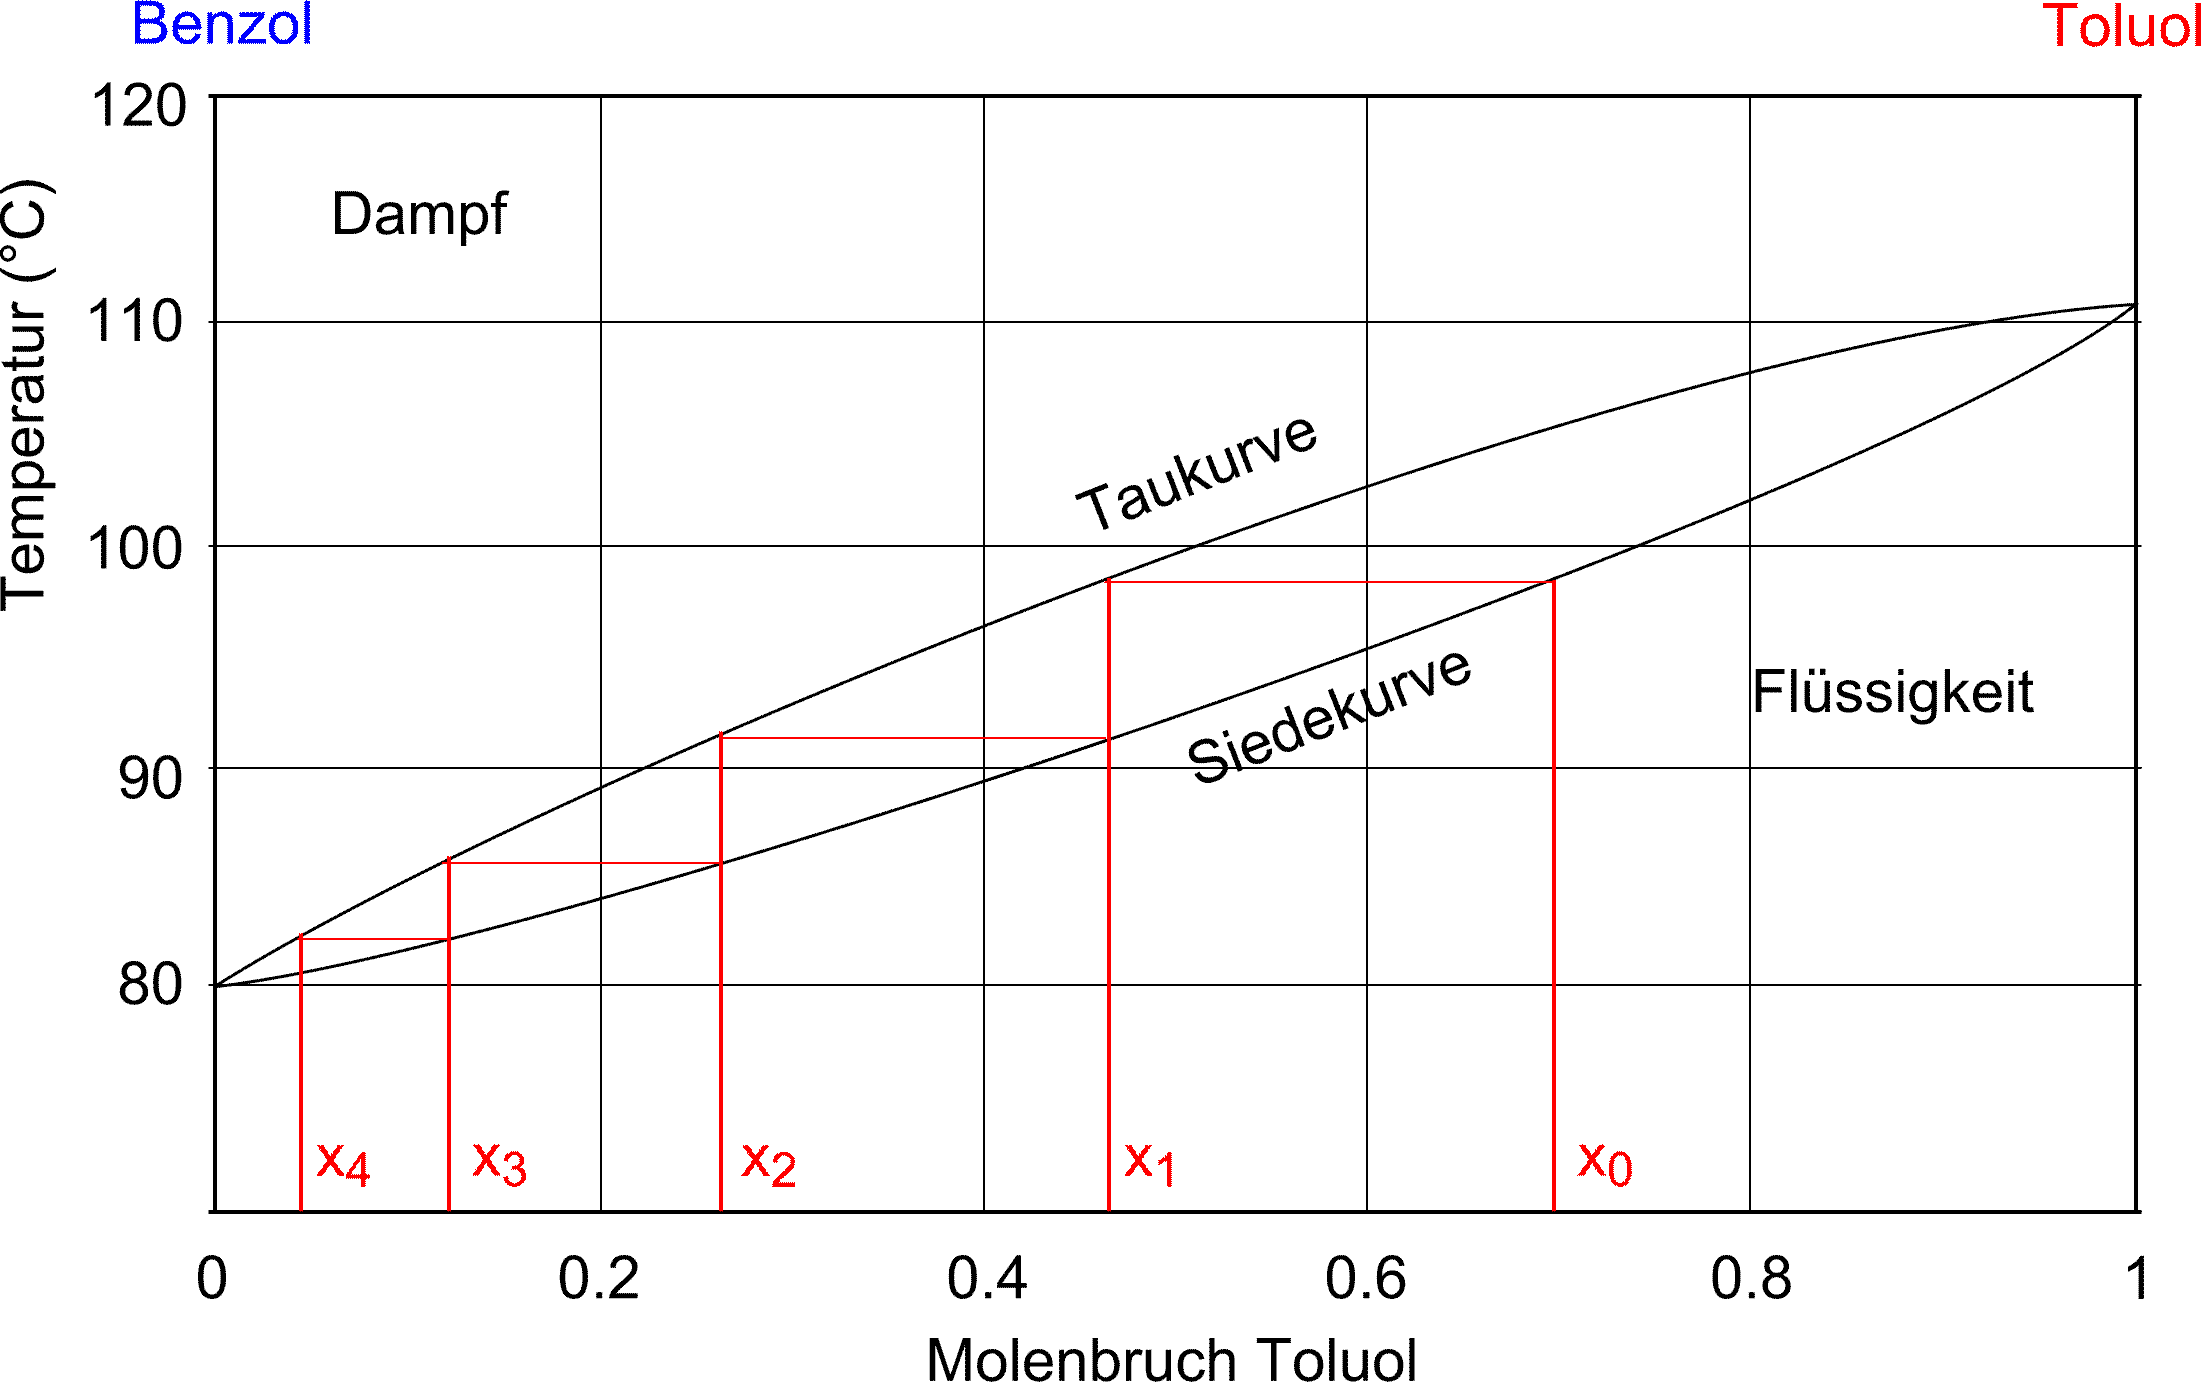 Benzol
Toluol
120
Dampf
Temperatur (°C)
110
Taukurve
100
Siedekurve
Flüssigkeit
90
80
x4 x3 x2 x1 x0
0 0.2 0.4 0.6 0.8 1
Molenbruch Toluol